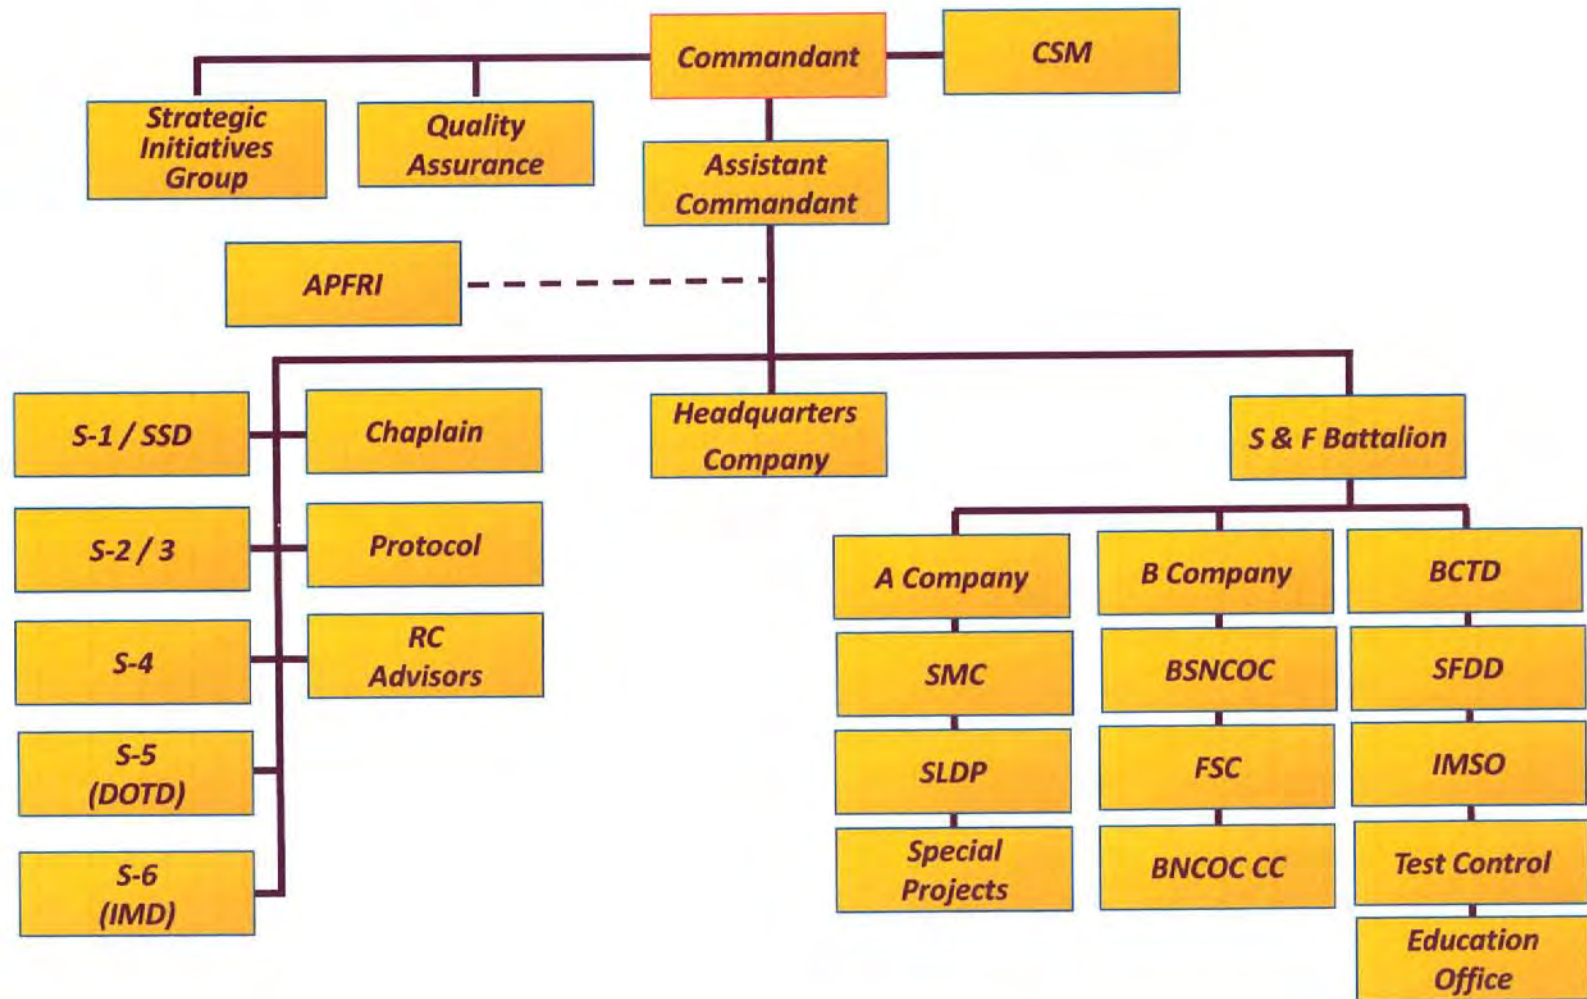 Commandant
CSM
Strategic
Initiatives
Group
Quality
Assurance
Assistant
Commandant
APFRI
S-1 / SSD
Chaplain
Headquarters
Company
S & F Battalion
S-2 / 3
Protocol
A Company
B Company
BCTD
S-4
RC
Advisors
SMC
BSNCOC
SFDD
S-5
(DOTD)
SLDP
FSC
IMSO
S-6
(IMD)
Special
Projects
BNCOC CC
Test Control
Education
Office